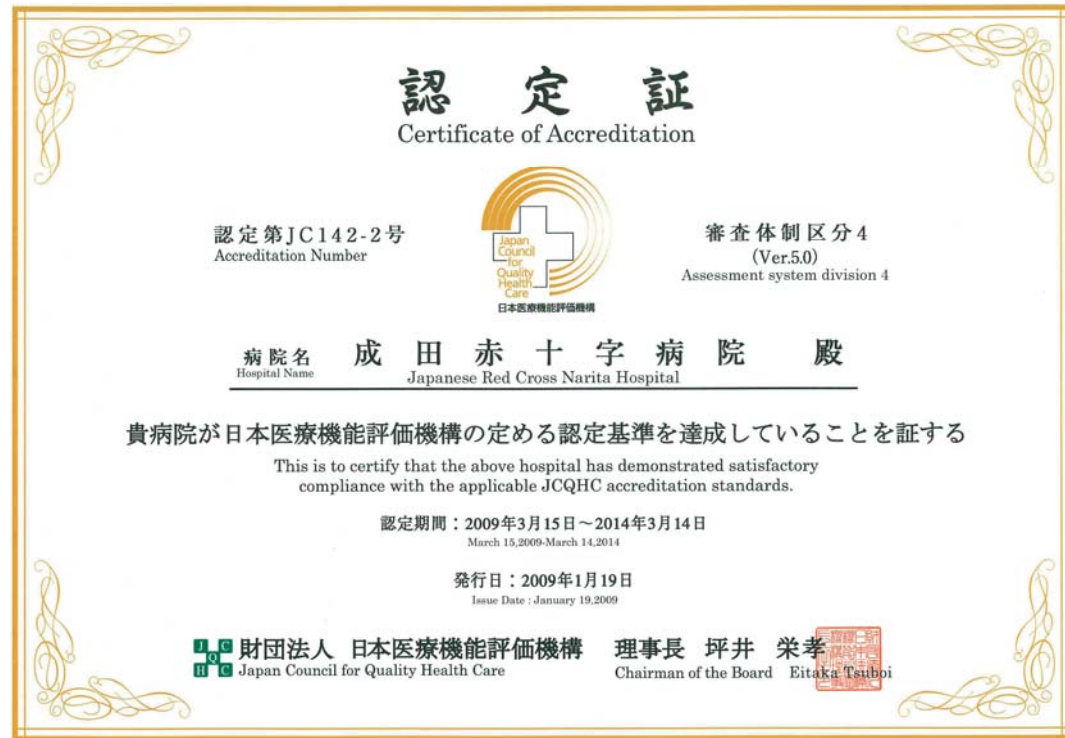 認定証
Certificate of Accreditation
認定第JC142-2号
Accreditation Number
Japan
Council
for
Quality
Health
Care
日本医療機能評価機構
審査体制区分4
(Ver.5.0)
Assessment system division 4
病院名 成田赤十字病院 殿
Hospital Name Japanese Red Cross Narita Hospital
貴病院が日本医療機能評価機構の定める認定基準を達成していることを証する
This is to certify that the above hospital has demonstrated satisfactory
compliance with the applicable JCQHC accreditation standards.
認定期間：2009年3月15日～2014年3月14日
March 15,2009-March 14,2014
発行日：2009年1月19日
Issue Date : January 19,2009
J C
Q
H C
財団法人 日本医療機能評価機構 理事長 坪井 栄孝
Japan Council for Quality Health Care Chairman of the Board Eitaka Tsuboi